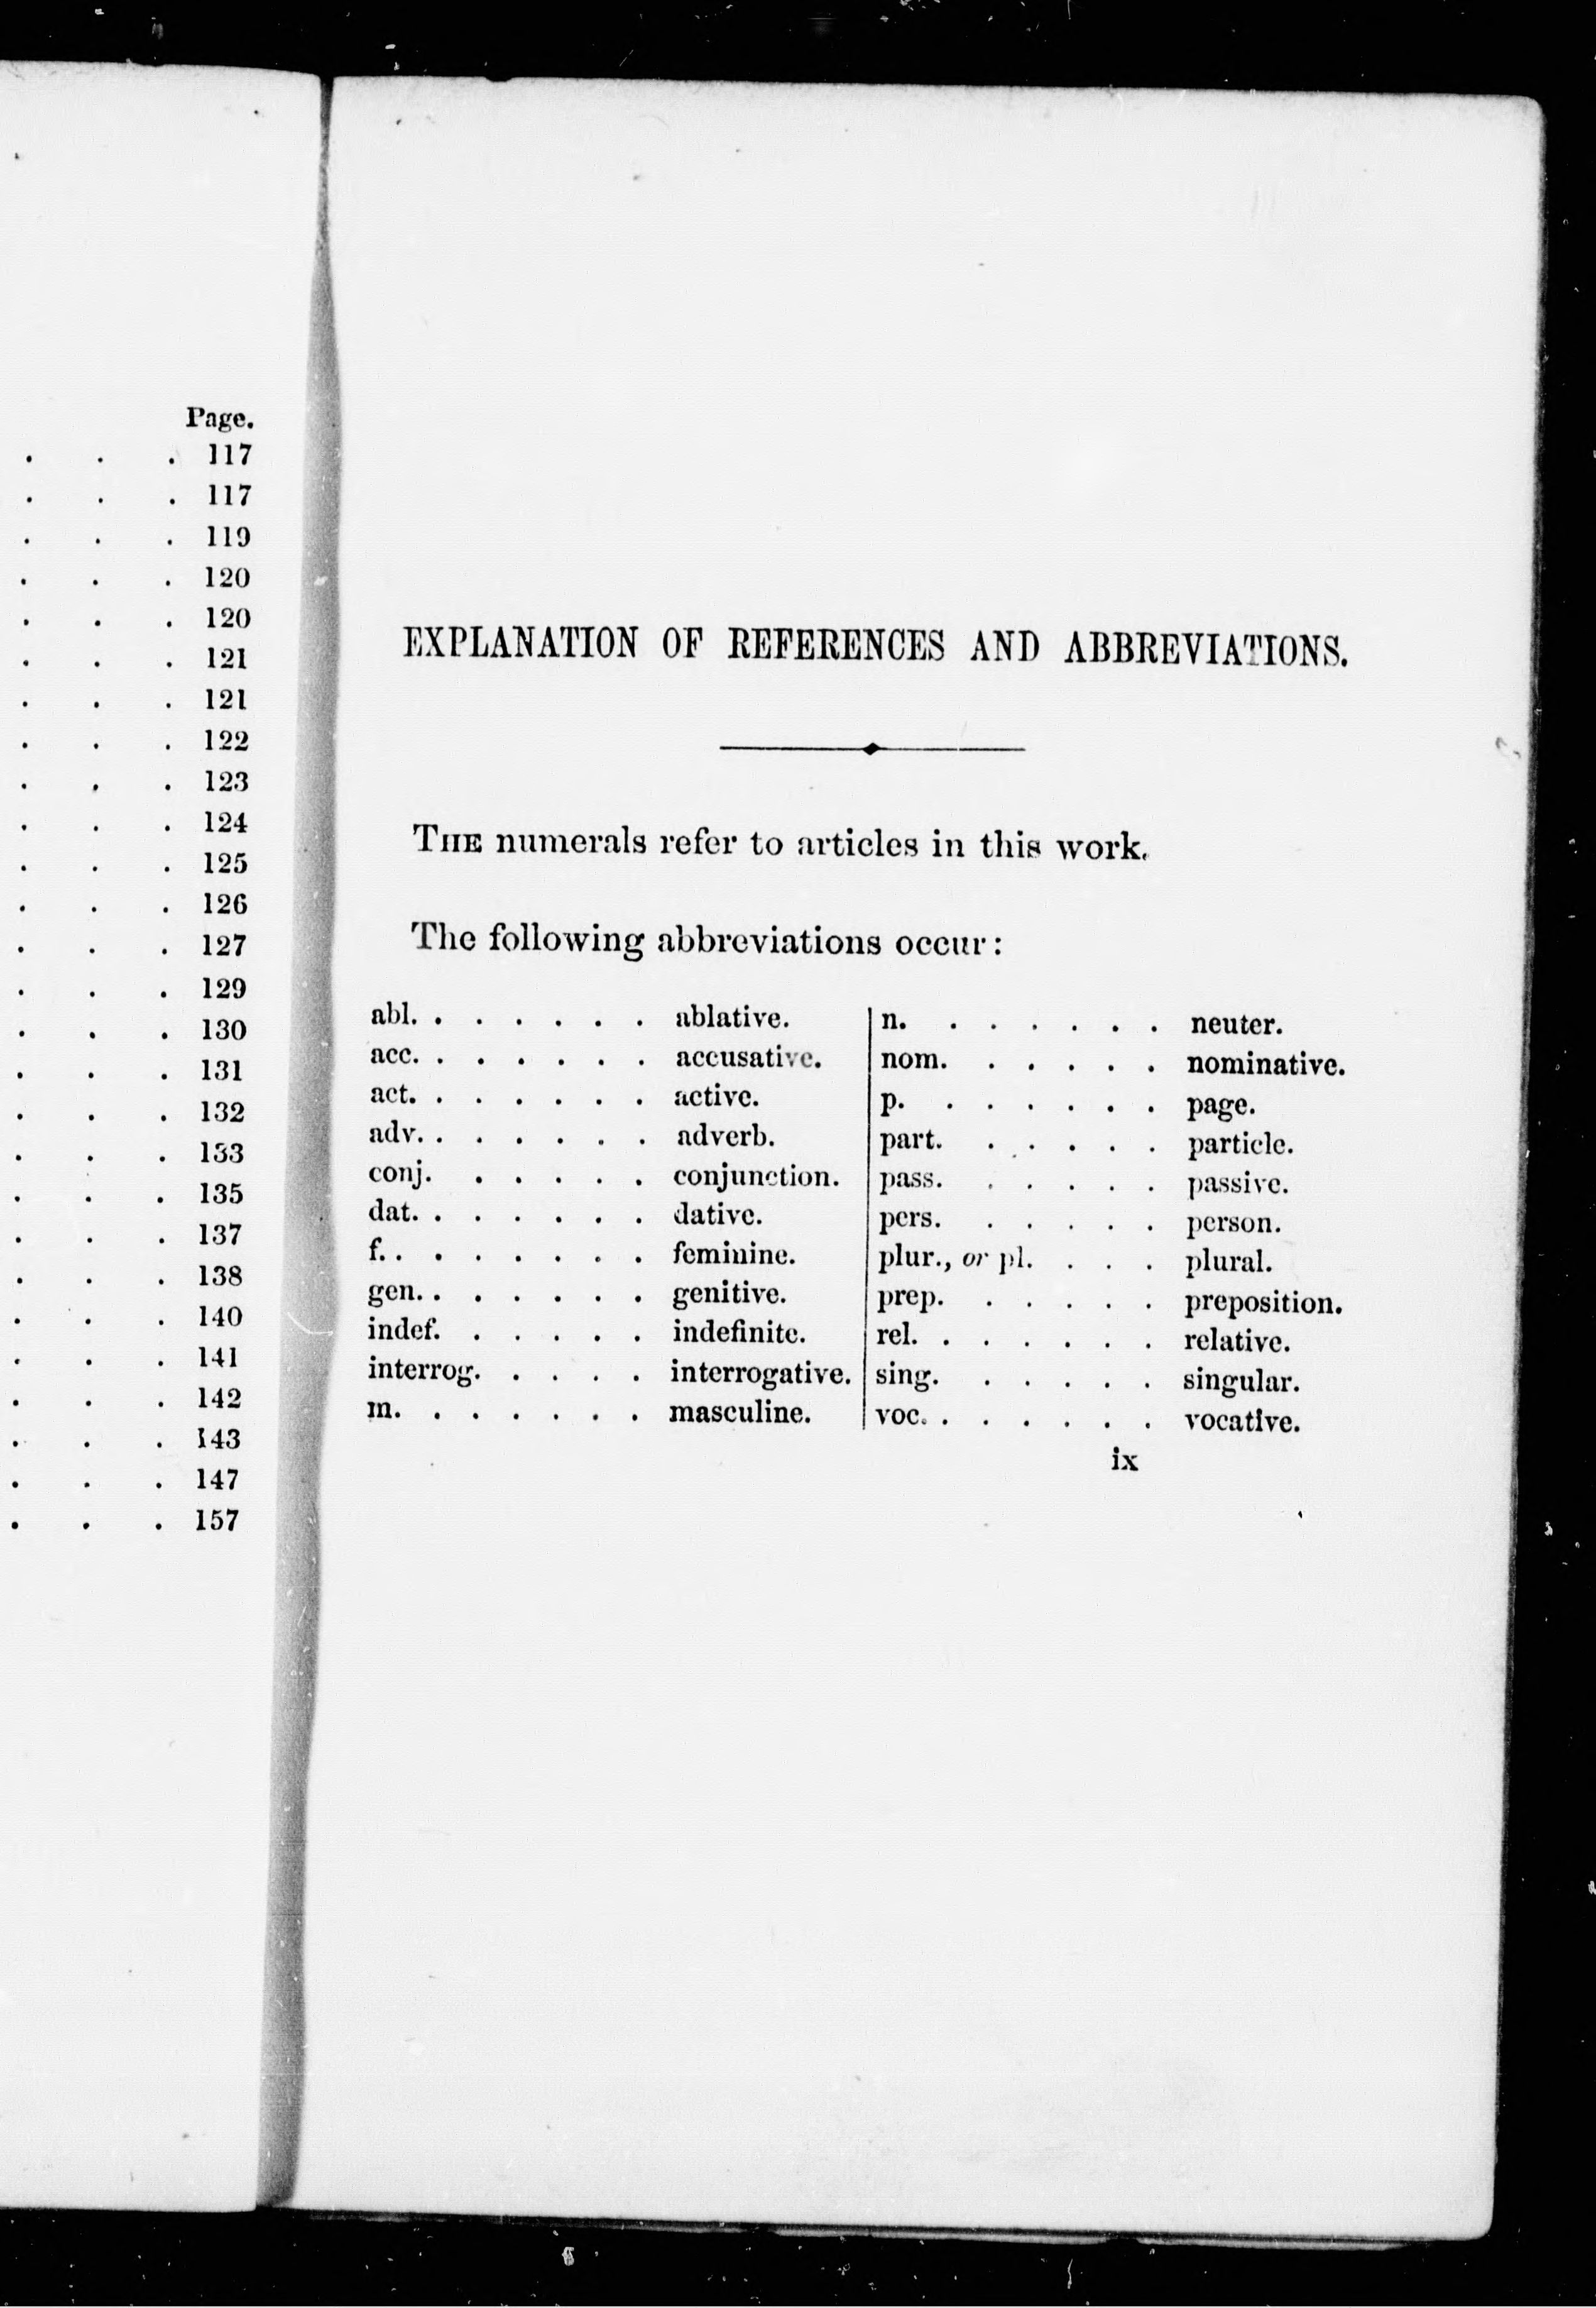 Page.
. . . 117
. . . 117
. . . 119
. . . 120
. . . 120
. . . 121
. . . 121
. . . 122
. . . 123
. . . 124
. . . 125
. . . 126
. . . 127
. . . 129
. . . 130
. . . 131
. . . 132
. . . 133
. . . 135
. . . 137
. . . 138
. . . 140
. . . 141
. . . 142
. . . 143
. . . 147
. . . 157
EXPLANATION OF REFERENCES AND ABBREVIATIONS.
THE numerals refer to articles in this work.
The following abbreviations occur:
abl. . . . . . . ablative.
acc. . . . . . . accusative.
act. . . . . . . active.
adv. . . . . . . adverb.
conj. . . . . . conjunction.
dat. . . . . . . dative.
f. . . . . . . . feminine.
gen. . . . . . . genitive.
indef. . . . . . indefinite.
interrog. . . . . interrogative.
m. . . . . . . masculine.
n. . . . . . . neuter.
nom. . . . . . nominative.
p. . . . . . . page.
part. . . . . . particle.
pass. . . . . . passive.
pers. . . . . . person.
plur., or pl. . . . plural.
prep. . . . . . preposition.
rel. . . . . . . relative.
sing. . . . . . singular.
voc. . . . . . . vocative.
ix